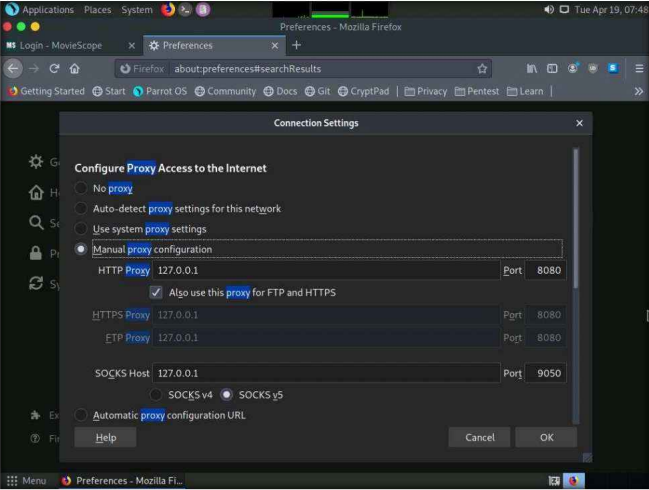 Applications Places System Tue Apr 19, 07:48
Preferences - Mozilla Firefox
MS Login - MovieScope × Preferences × +
Firefox about:preferences#searchResults
Getting Started Start Parrot OS Community Docs Git CryptPad Privacy Pentest Learn
Connection Settings ×
Configure Proxy Access to the Internet
No proxy
Auto-detect proxy settings for this network
Use system proxy settings
Manual proxy configuration
HTTP Proxy 127.0.0.1 Port 8080
Also use this proxy for FTP and HTTPS
HTTPS Proxy 127.0.0.1 Port 8080
FTP Proxy 127.0.0.1 Port 8080
SOCKS Host 127.0.0.1 Port 9050
SOCKS v4 SOCKS v5
Automatic proxy configuration URL
Help Cancel OK
Menu Preferences - Mozilla Fi...